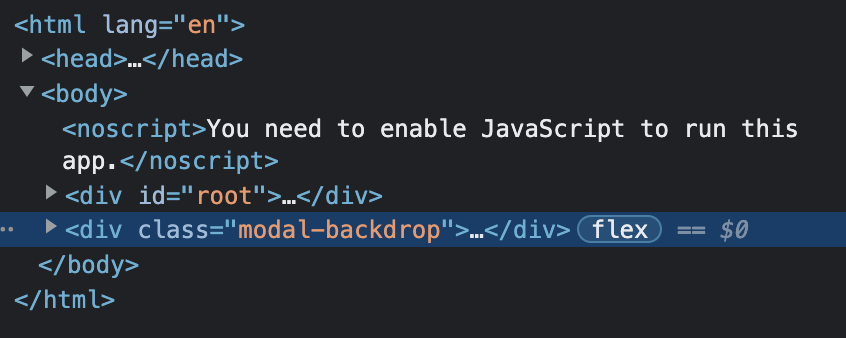 <html lang="en">
<head>…</head>
<body>
<noscript>You need to enable JavaScript to run this
app.</noscript>
<div id="root">…</div>
<div class="modal-backdrop">…</div> flex == $0
</body>
</html>